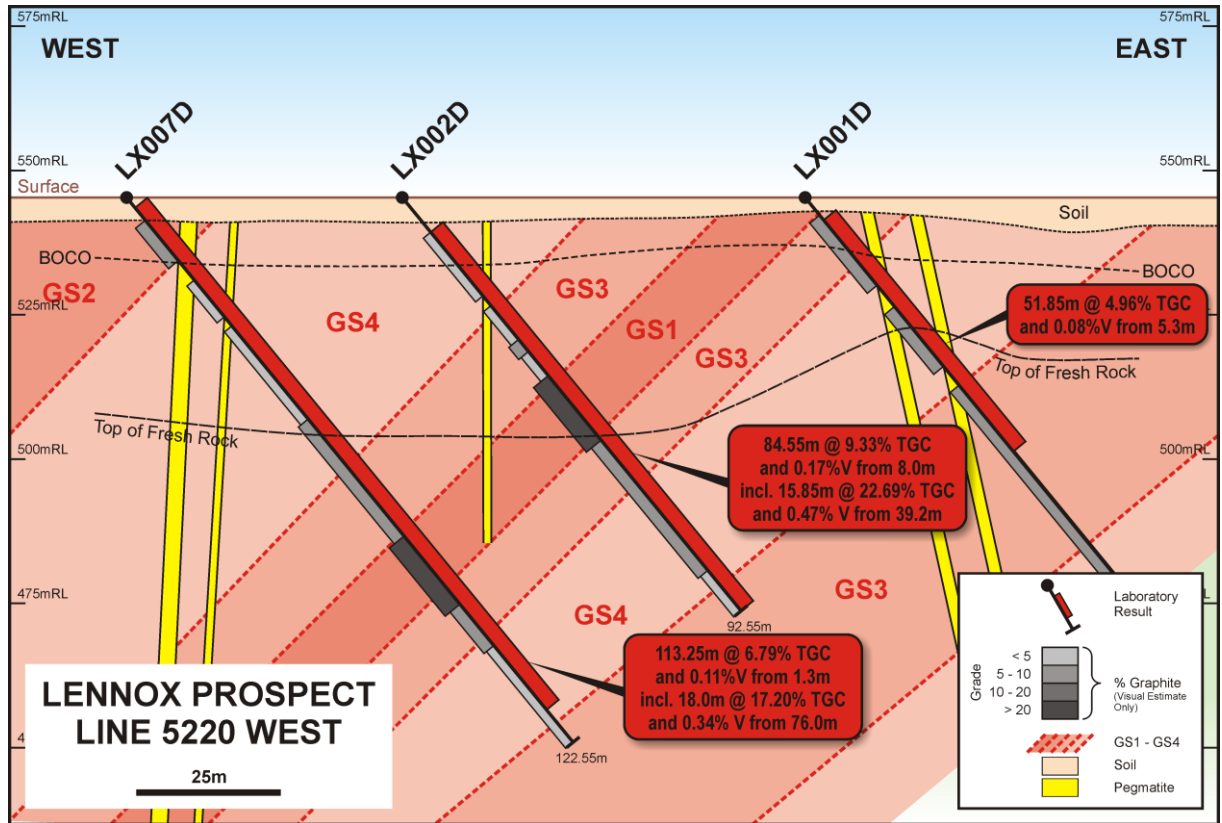 575mRL
575mRL
WEST
EAST
LX007D
LX002D
LX001D
550mRL
550mRL
Surface
Soil
BOCO
BOCO
GS2
GS3
525mRL
GS4
GS1
GS3
51.85m @ 4.96% TGC
and 0.08%V from 5.3m
Top of Fresh Rock
Top of Fresh Rock
500mRL
500mRL
84.55m @ 9.33% TGC
and 0.17%V from 8.0m
incl. 15.85m @ 22.69% TGC
and 0.47% V from 39.2m
475mRL
GS4
GS3
92.55m
113.25m @ 6.79% TGC
and 0.11%V from 1.3m
incl. 18.0m @ 17.20% TGC
and 0.34% V from 76.0m
122.55m
LENNOX PROSPECT
LINE 5220 WEST
25m
Laboratory
Result
Grade
< 5
5 - 10
10 - 20
> 20
% Graphite
(Visual Estimate
Only)
GS1 - GS4
Soil
Pegmatite